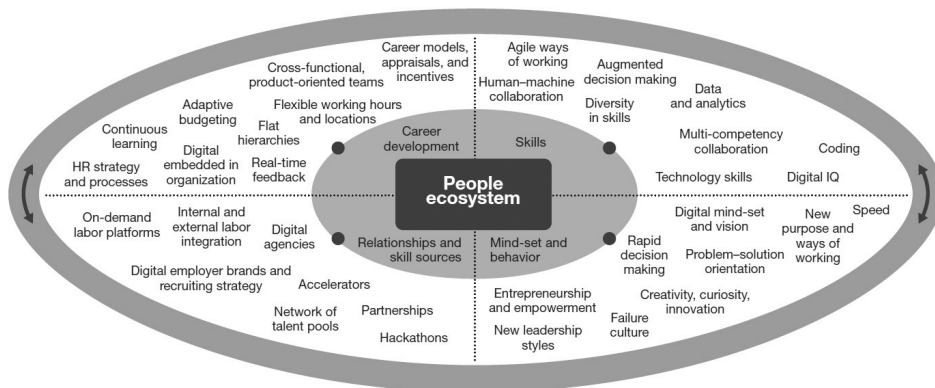 Career models,
appraisals, and
incentives
Cross-functional,
product-oriented teams
Adaptive
budgeting
Flexible working hours
and locations
Continuous
learning
Flat
hierarchies
HR strategy
and processes
Digital
embedded in
organization
Real-time
feedback
Career
development
Agile ways
of working
Augmented
decision making
Human–machine
collaboration
Data
and analytics
Diversity
in skills
Multi-competency
collaboration
Coding
Technology skills
Digital IQ
Skills
People
ecosystem
On-demand
labor platforms
Internal and
external labor
integration
Digital
agencies
Relationships and
skill sources
Digital employer brands and
recruiting strategy
Accelerators
Network of
talent pools
Partnerships
Hackathons
Mind-set and
behavior
Digital mind-set
and vision
New
purpose and
ways of
working
Speed
Rapid
decision
making
Problem–solution
orientation
Entrepreneurship
and empowerment
Creativity, curiosity,
innovation
Failure
culture
New leadership
styles